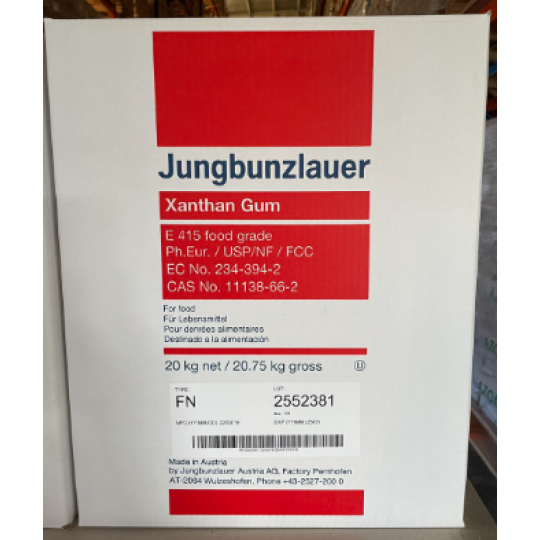 Jungbunzlauer
Xanthan Gum
E 415 food grade
Ph.Eur. / USP/NF / FCC
EC No. 234-394-2
CAS No. 11138-66-2
For food
Für Lebensmittel
Pour denrées alimentaires
Destinado a la alimentación
20 kg net / 20.75 kg gross U
TYPE: LOT:
FN 2552381
Made in Austria
by Jungbunzlauer Austria AG, Factory Pernhofen
AT-2064 Wulzeshofen, Phone +43-2527-200 0